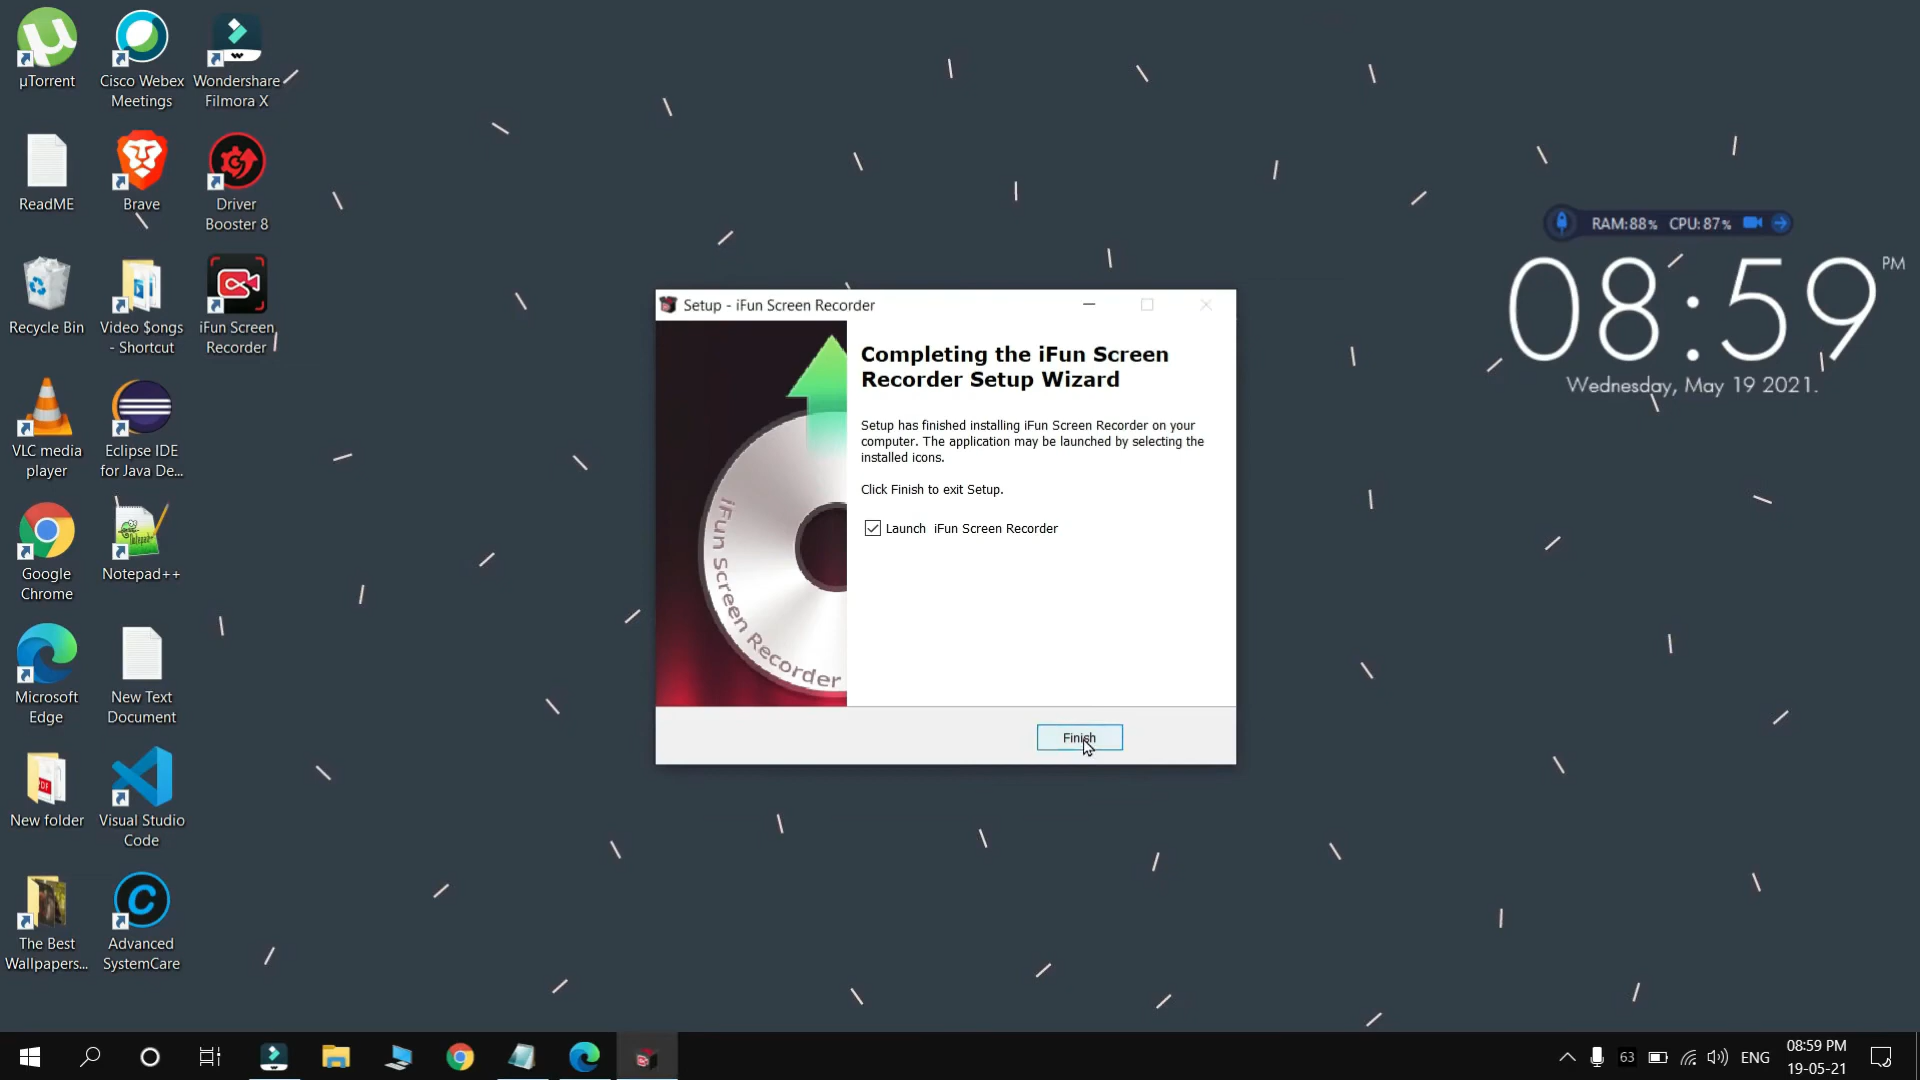 µTorrent
Cisco Webex
Meetings
Wondershare
Filmora X
ReadME
Brave
Driver
Booster 8
Recycle Bin
Video $ongs
- Shortcut
iFun Screen
Recorder
VLC media
player
Eclipse IDE
for Java De...
Google
Chrome
Notepad++
Microsoft
Edge
New Text
Document
New folder
Visual Studio
Code
The Best
Wallpapers...
Advanced
SystemCare
RAM:88% CPU:87%
08:59 PM
Wednesday, May 19 2021.
Setup - iFun Screen Recorder
Completing the iFun Screen
Recorder Setup Wizard
Setup has finished installing iFun Screen Recorder on your
computer. The application may be launched by selecting the
installed icons.
Click Finish to exit Setup.
Launch iFun Screen Recorder
iFun Screen Recorder
Finish
63
ENG
08:59 PM
19-05-21